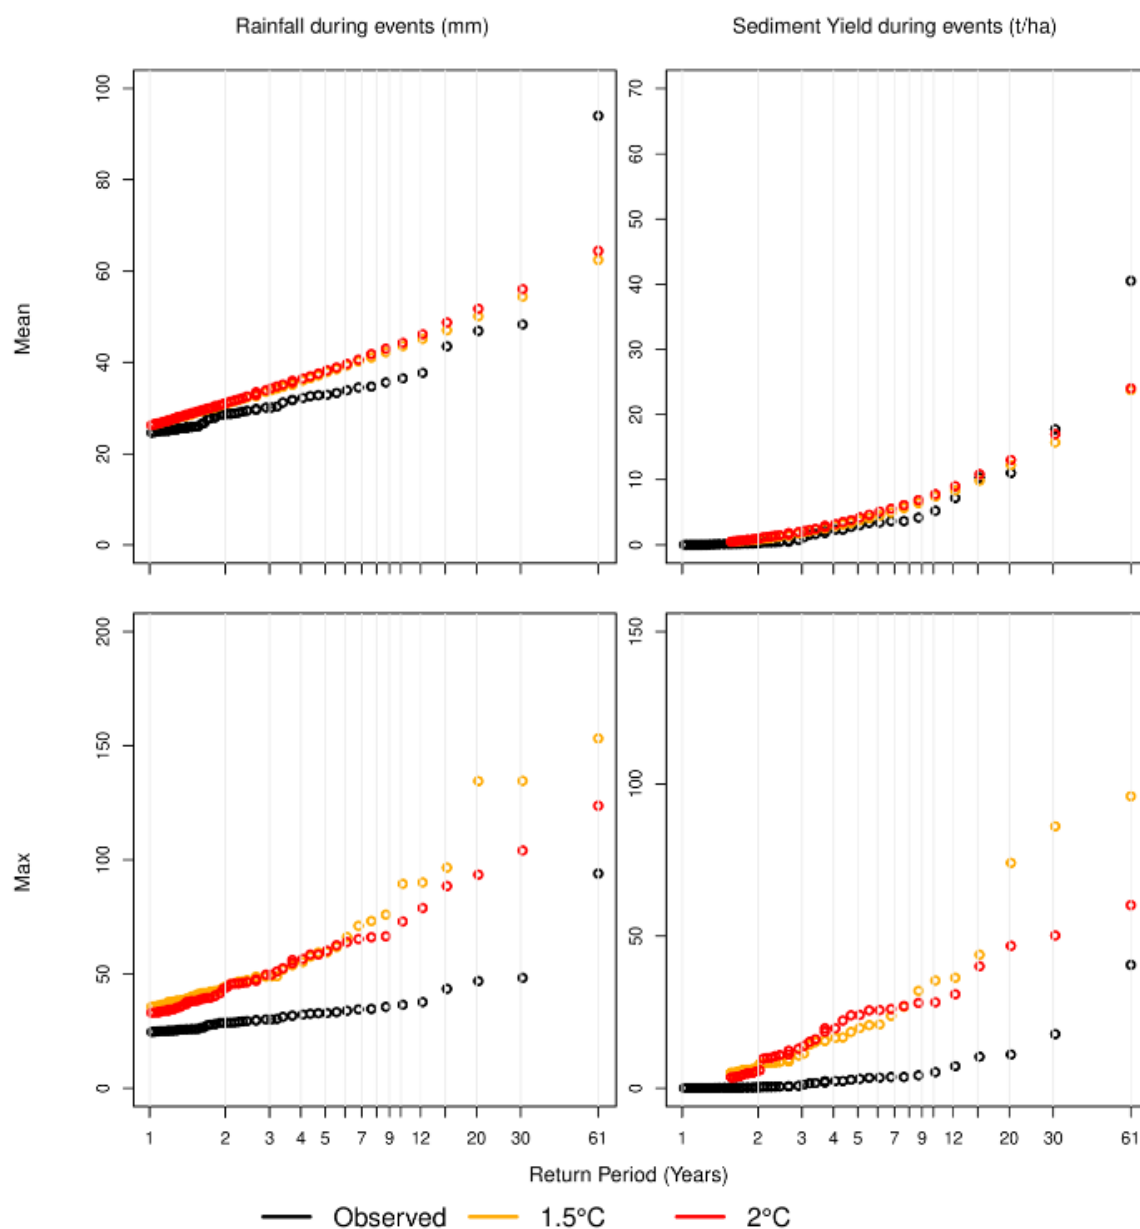 Rainfall during events (mm)
Sediment Yield during events (t/ha)
Mean
100
80
60
40
20
0
70
60
50
40
30
20
10
0
Max
200
150
100
50
0
150
100
50
0
1 2 3 4 5 7 9 12 20 30 61
1 2 3 4 5 7 9 12 20 30 61
Return Period (Years)
Observed 1.5°C 2°C